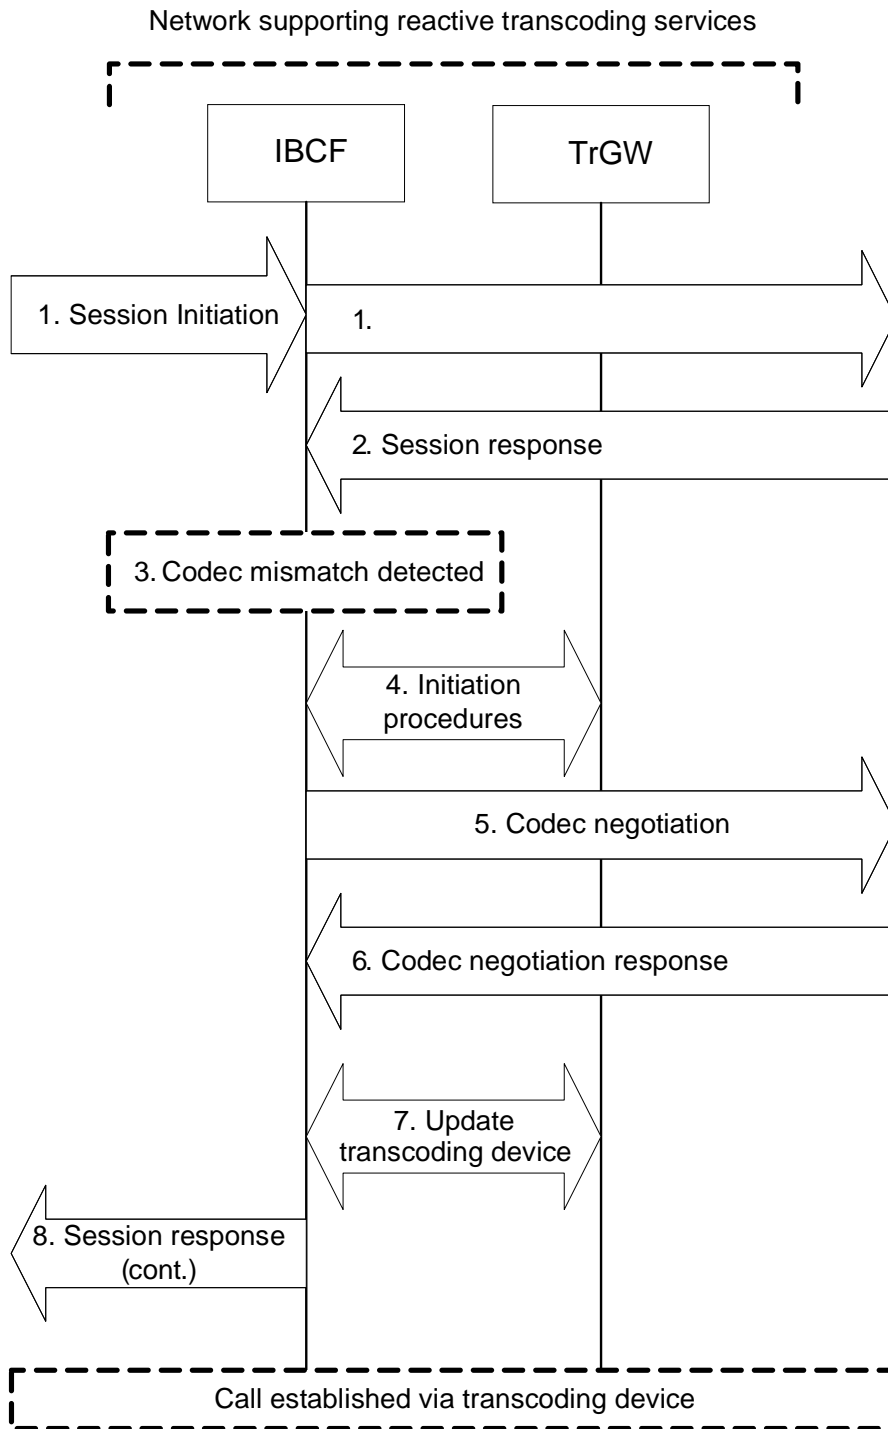 Network supporting reactive transcoding services
IBCF
TrGW
1. Session Initiation
1.
2. Session response
3. Codec mismatch detected
4. Initiation
procedures
5. Codec negotiation
6. Codec negotiation response
7. Update
transcoding device
8. Session response
(cont.)
Call established via transcoding device